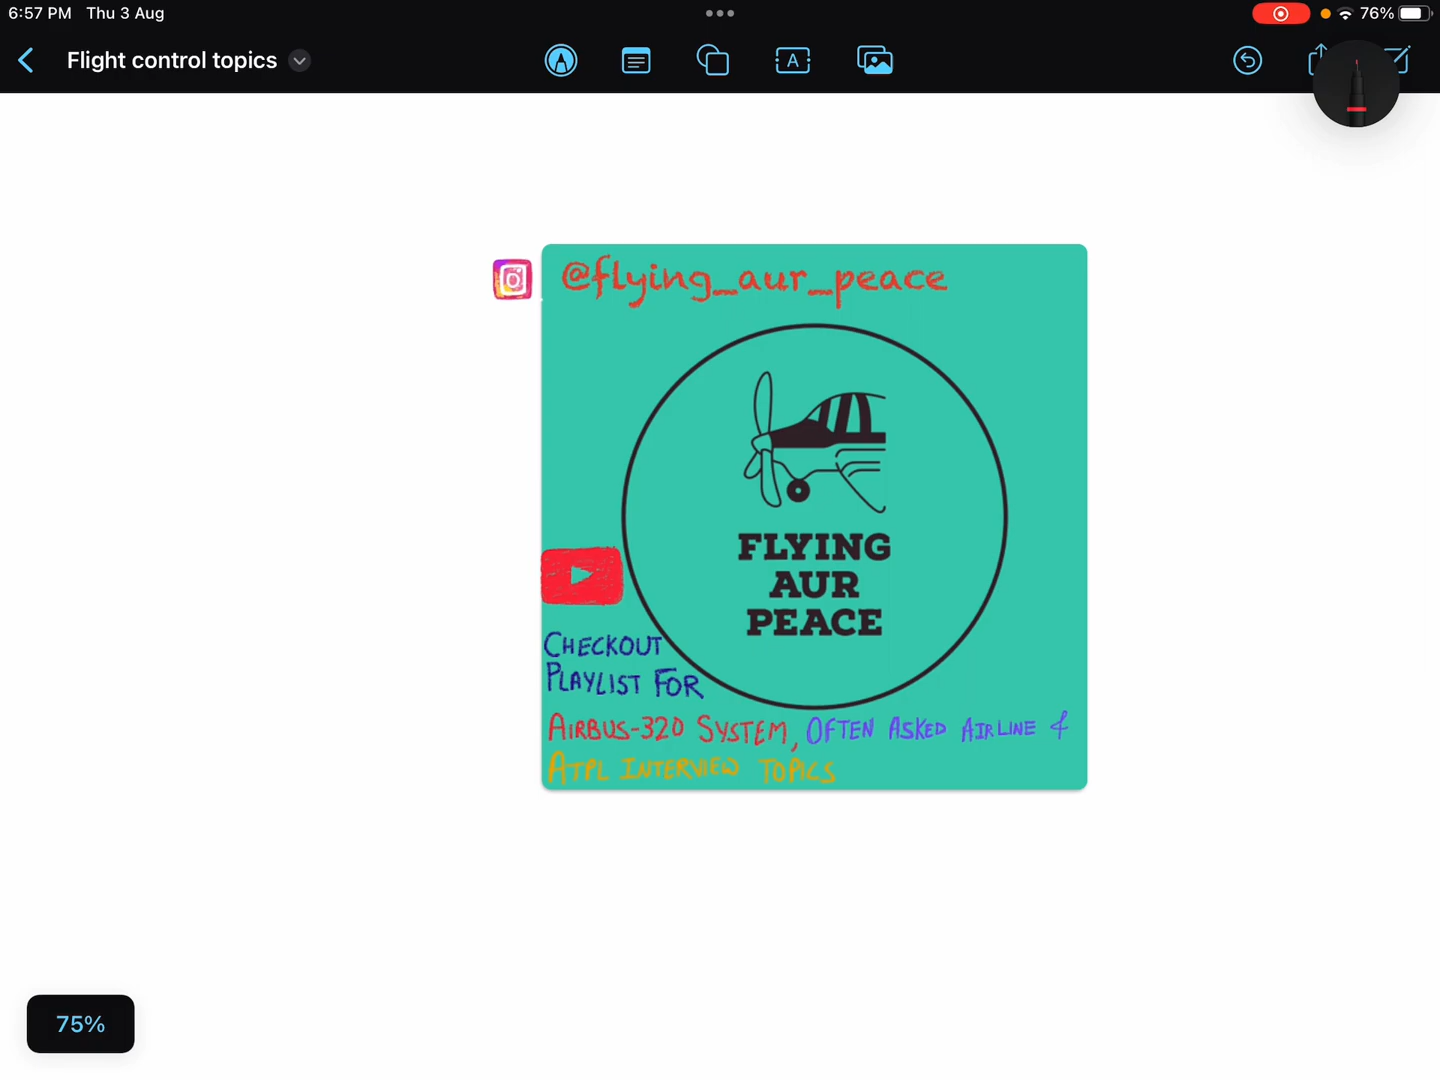 6:57 PM Thu 3 Aug
76%
Flight control topics
A
@flying_aur_peace
FLYING
AUR
PEACE
CHECKOUT
PLAYLIST FOR
AIRBUS-320 SYSTEM, OFTEN ASKED AIRLINE &
ATPL INTERVIEW TOPICS
75%